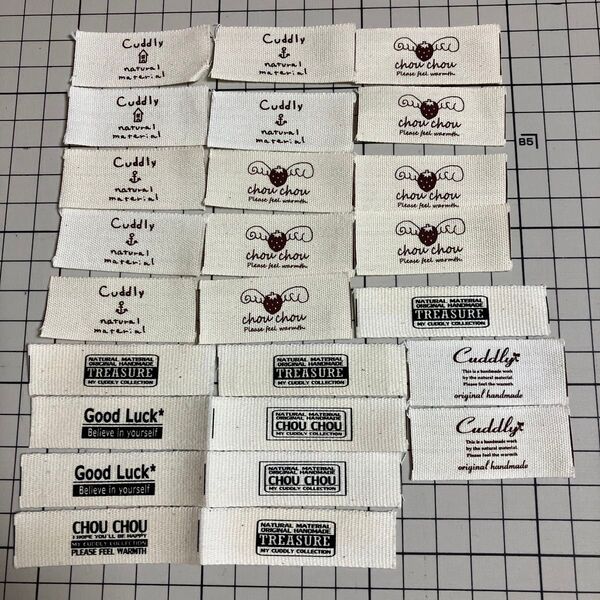 Cuddly
natural
material
Cuddly
natural
material
chou chou
Please feel warmth.
Cuddly
natural
material
Cuddly
natural
material
chou chou
Please feel warmth.
B5
Cuddly
natural
material
chou chou
Please feel warmth.
chou chou
Please feel warmth.
Cuddly
natural
material
chou chou
Please feel warmth.
chou chou
Please feel warmth.
Cuddly
natural
material
chou chou
Please feel warmth.
NATURAL MATERIAL
ORIGINAL HANDMADE
TREASURE
MY CUDDLY COLLECTION
NATURAL MATERIAL
ORIGINAL HANDMADE
TREASURE
MY CUDDLY COLLECTION
NATURAL MATERIAL
ORIGINAL HANDMADE
TREASURE
MY CUDDLY COLLECTION
Cuddly
This is a handmade work
by the natural material.
Please feel the warmth.
original handmade
Good Luck*
Believe in yourself
NATURAL MATERIAL
ORIGINAL HANDMADE
CHOU CHOU
MY CUDDLY COLLECTION
Cuddly
This is a handmade work
by the natural material.
Please feel the warmth.
original handmade
Good Luck*
Believe in yourself
NATURAL MATERIAL
ORIGINAL HANDMADE
CHOU CHOU
MY CUDDLY COLLECTION
CHOU CHOU
I HOPE YOU'LL BE HAPPY
MY CUDDLY COLLECTION
PLEASE FEEL WARMTH
NATURAL MATERIAL
ORIGINAL HANDMADE
TREASURE
MY CUDDLY COLLECTION